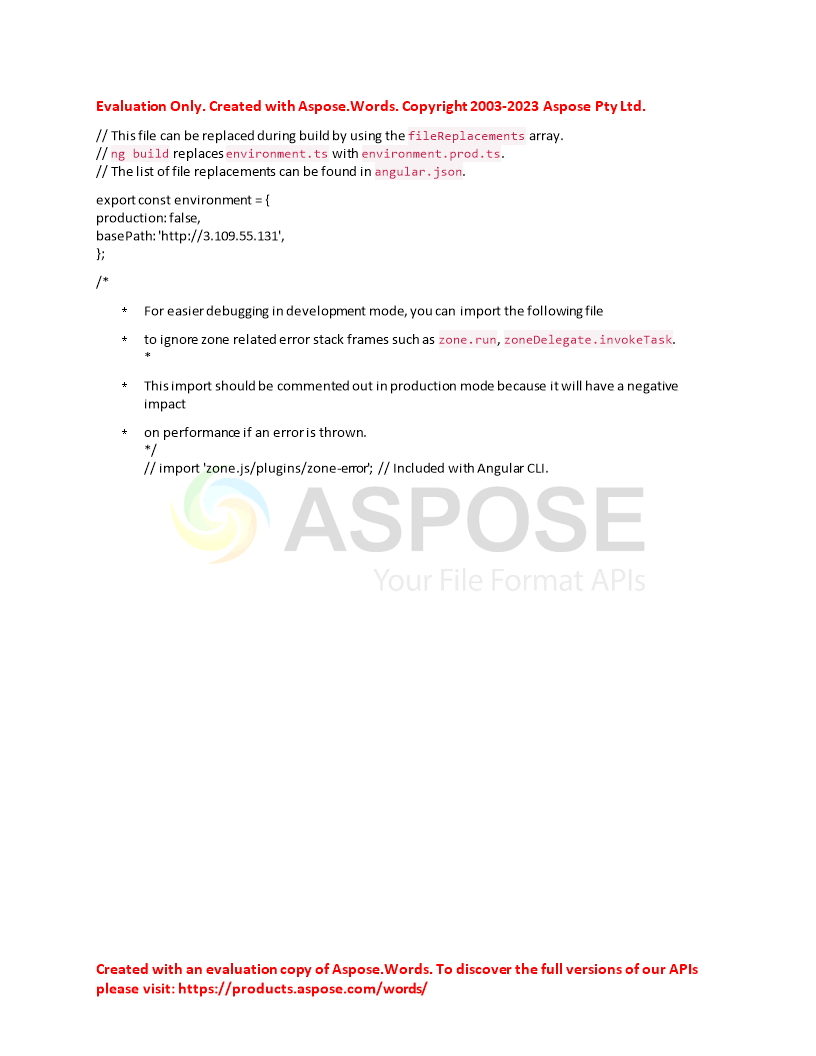 Evaluation Only. Created with Aspose.Words. Copyright 2003-2023 Aspose Pty Ltd.
// This file can be replaced during build by using the fileReplacements array.
// ng build replaces environment.ts with environment.prod.ts.
// The list of file replacements can be found in angular.json.
export const environment = {
production: false,
basePath: 'http://3.109.55.131',
};
/*
* For easier debugging in development mode, you can import the following file
* to ignore zone related error stack frames such as zone.run, zoneDelegate.invokeTask.
*
* This import should be commented out in production mode because it will have a negative
impact
* on performance if an error is thrown.
*/
// import 'zone.js/plugins/zone-error'; // Included with Angular CLI.
ASPOSE
Your File Format APIs
Created with an evaluation copy of Aspose.Words. To discover the full versions of our APIs
please visit: https://products.aspose.com/words/